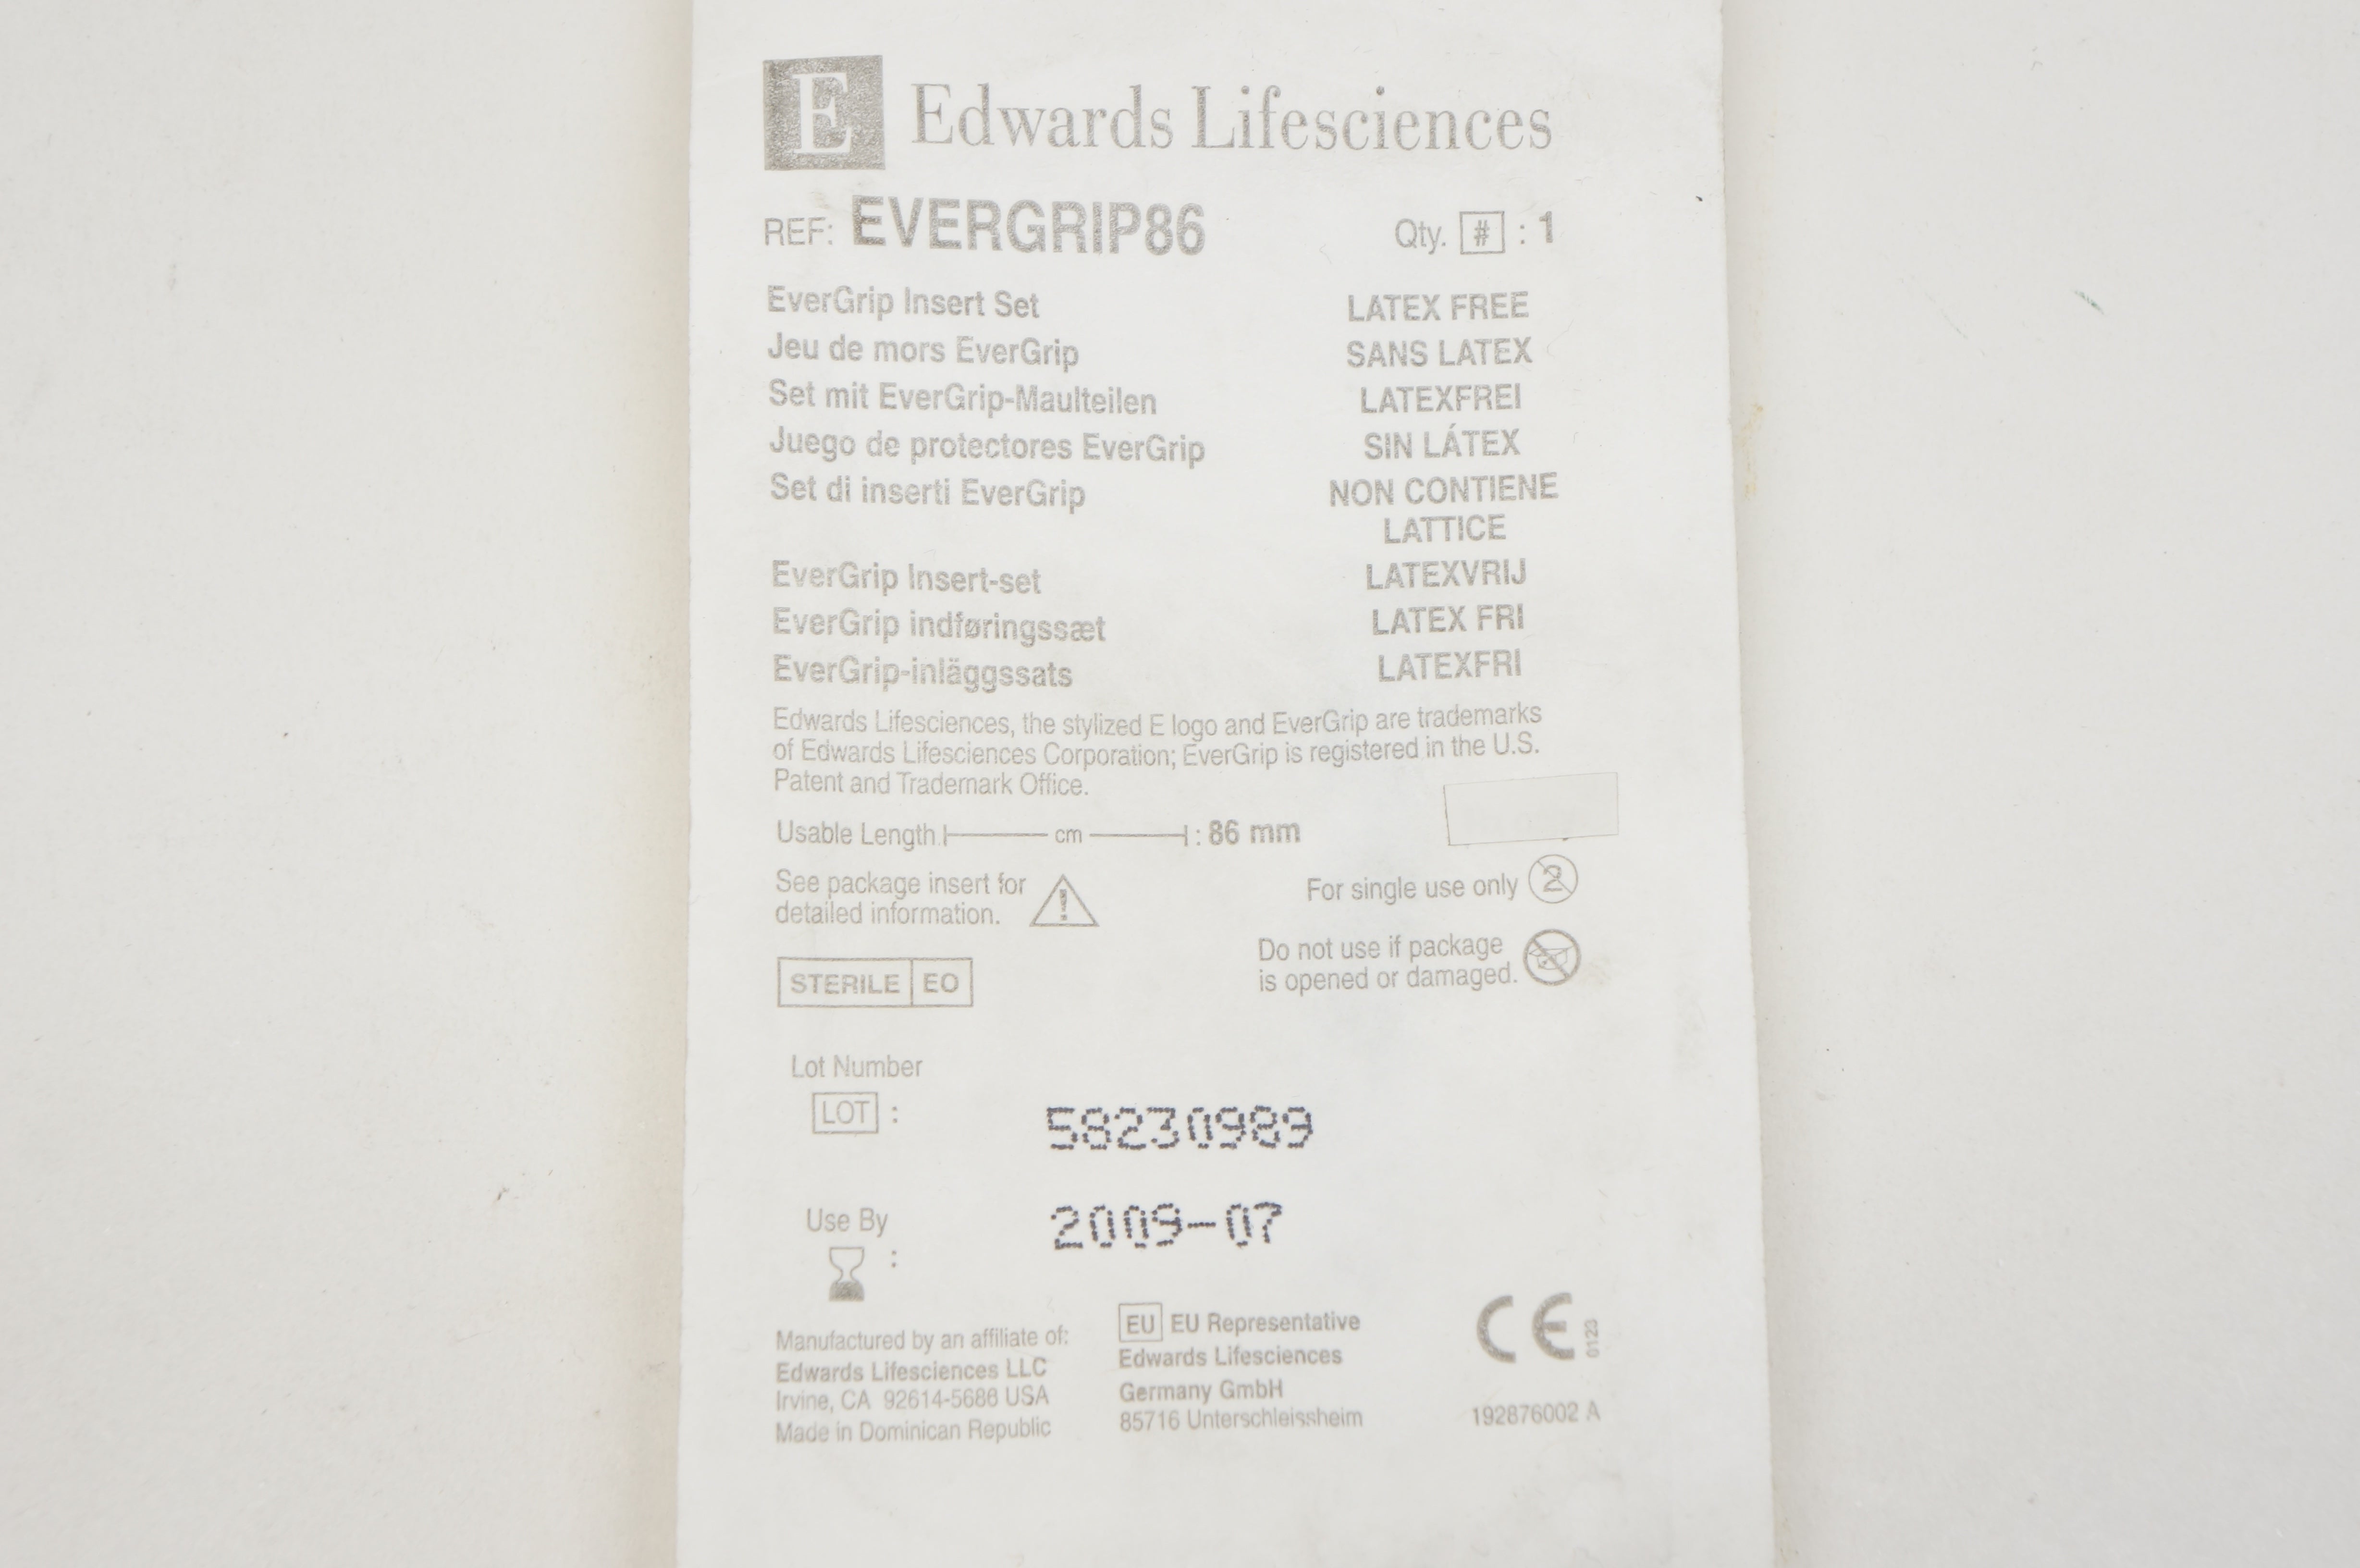 E Edwards Lifesciences
REF: EVERGRIP86 Qty. # : 1
EverGrip Insert Set LATEX FREE
Jeu de mors EverGrip SANS LATEX
Set mit EverGrip-Maulteilen LATEXFREI
Juego de protectores EverGrip SIN LÁTEX
Set di inserti EverGrip NON CONTIENE
LATTICE
EverGrip Insert-set LATEXVRIJ
EverGrip indføringssæt LATEX FRI
EverGrip-inläggssats LATEXFRI
Edwards Lifesciences, the stylized E logo and EverGrip are trademarks
of Edwards Lifesciences Corporation; EverGrip is registered in the U.S.
Patent and Trademark Office.
Usable Length cm : 86 mm
See package insert for
detailed information. !
For single use only 2
Do not use if package
is opened or damaged.
STERILE EO
Lot Number
LOT : 58230989
Use By
: 2009-07
Manufactured by an affiliate of:
Edwards Lifesciences LLC
Irvine, CA 92614-5686 USA
Made in Dominican Republic
EU EU Representative
Edwards Lifesciences
Germany GmbH
85716 Unterschleissheim
CE 0123
192876002 A